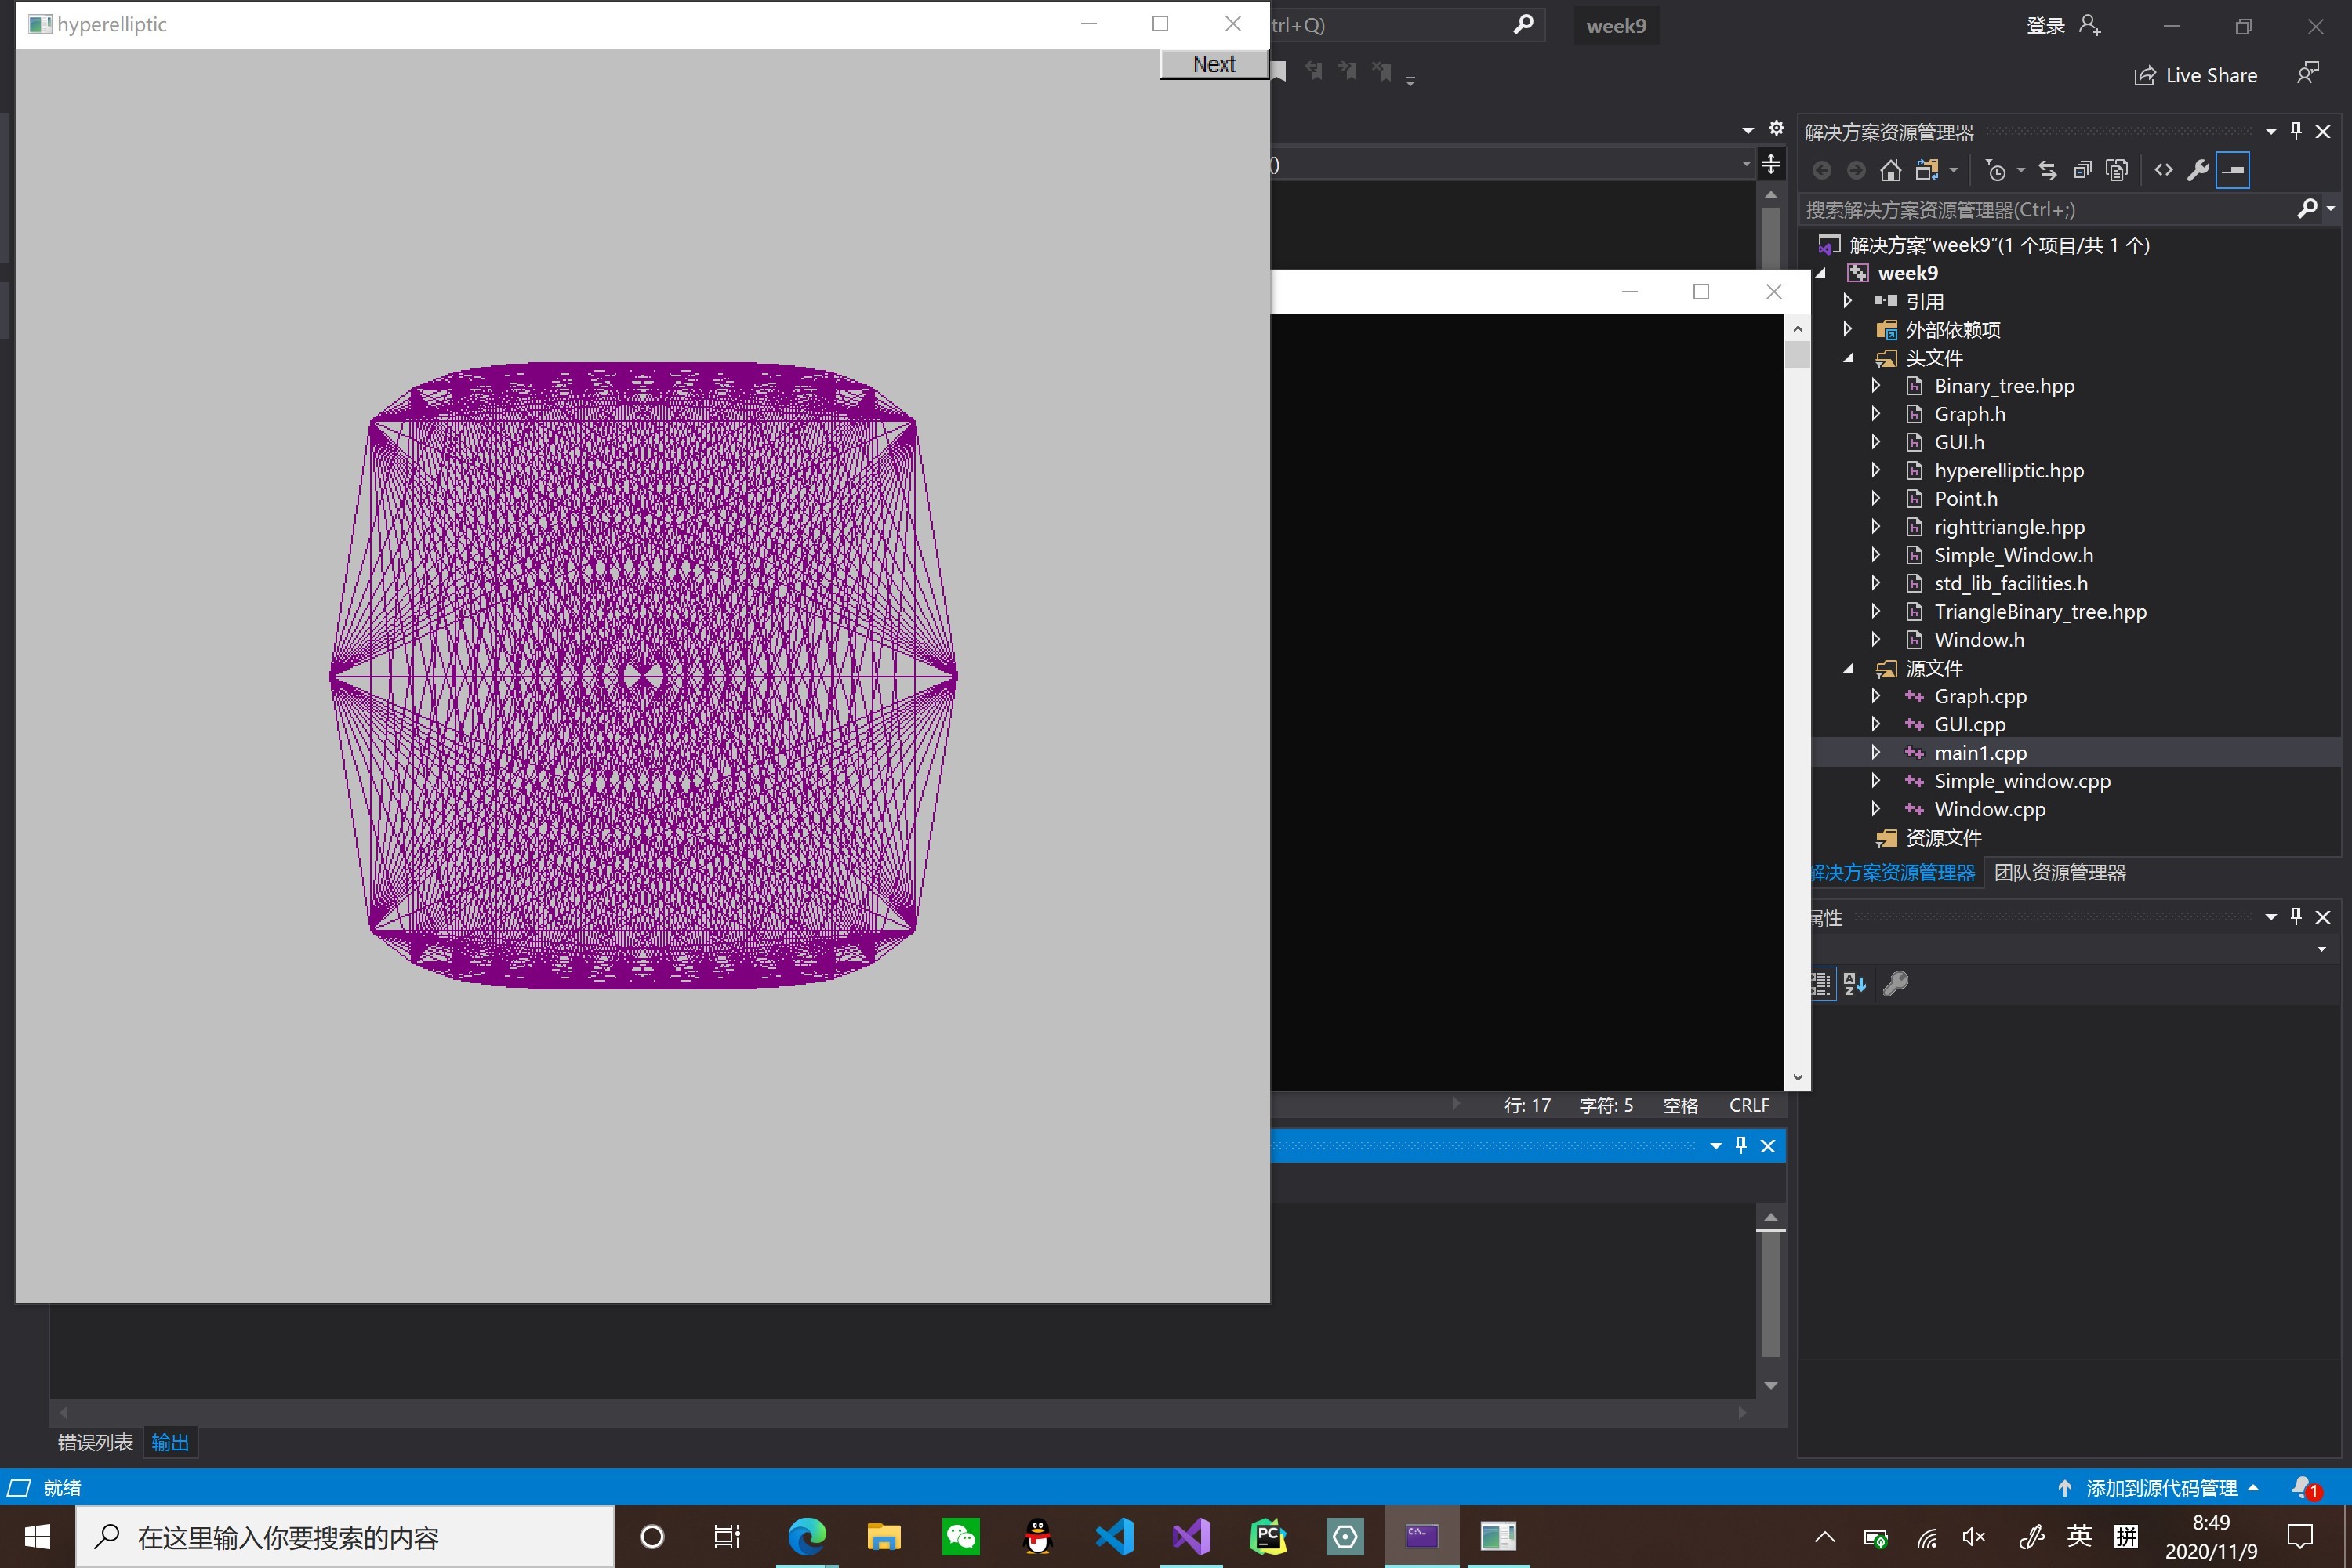 hyperelliptic
Next
trl+Q)
week9
登录
Live Share
()
解决方案资源管理器
搜索解决方案资源管理器(Ctrl+;)
解决方案"week9"(1 个项目/共 1 个)
week9
引用
外部依赖项
头文件
Binary_tree.hpp
Graph.h
GUI.h
hyperelliptic.hpp
Point.h
righttriangle.hpp
Simple_Window.h
std_lib_facilities.h
TriangleBinary_tree.hpp
Window.h
源文件
Graph.cpp
GUI.cpp
main1.cpp
Simple_window.cpp
Window.cpp
资源文件
解决方案资源管理器 团队资源管理器
属性
行: 17 字符: 5 空格 CRLF
错误列表 输出
就绪
添加到源代码管理
1
在这里输入你要搜索的内容
英 拼
8:49
2020/11/9